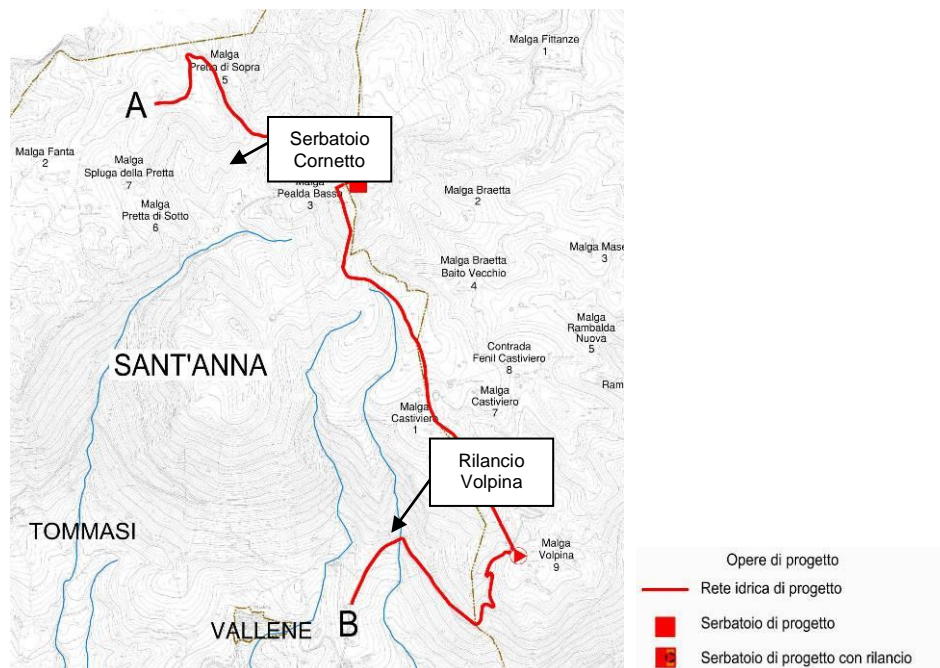 Malga Fittanze
1
Malga
Pretta di Sopra
5
A
Serbatoio
Cornetto
Malga Fanta
2
Malga
Spluga della Pretta
7
Malga
Pealda Bassa
3
Malga Braetta
2
Malga
Pretta di Sotto
6
Malga Mase
3
Malga Braetta
Baito Vecchio
4
Malga
Rambalda
Nuova
5
SANT'ANNA
Contrada
Fenil Castiviero
8
Ram
Malga
Castiviero
7
Malga
Castiviero
1
Rilancio
Volpina
TOMMASI
Malga
Volpina
9
VALLENE
B
Opere di progetto
Rete idrica di progetto
Serbatoio di progetto
Serbatoio di progetto con rilancio